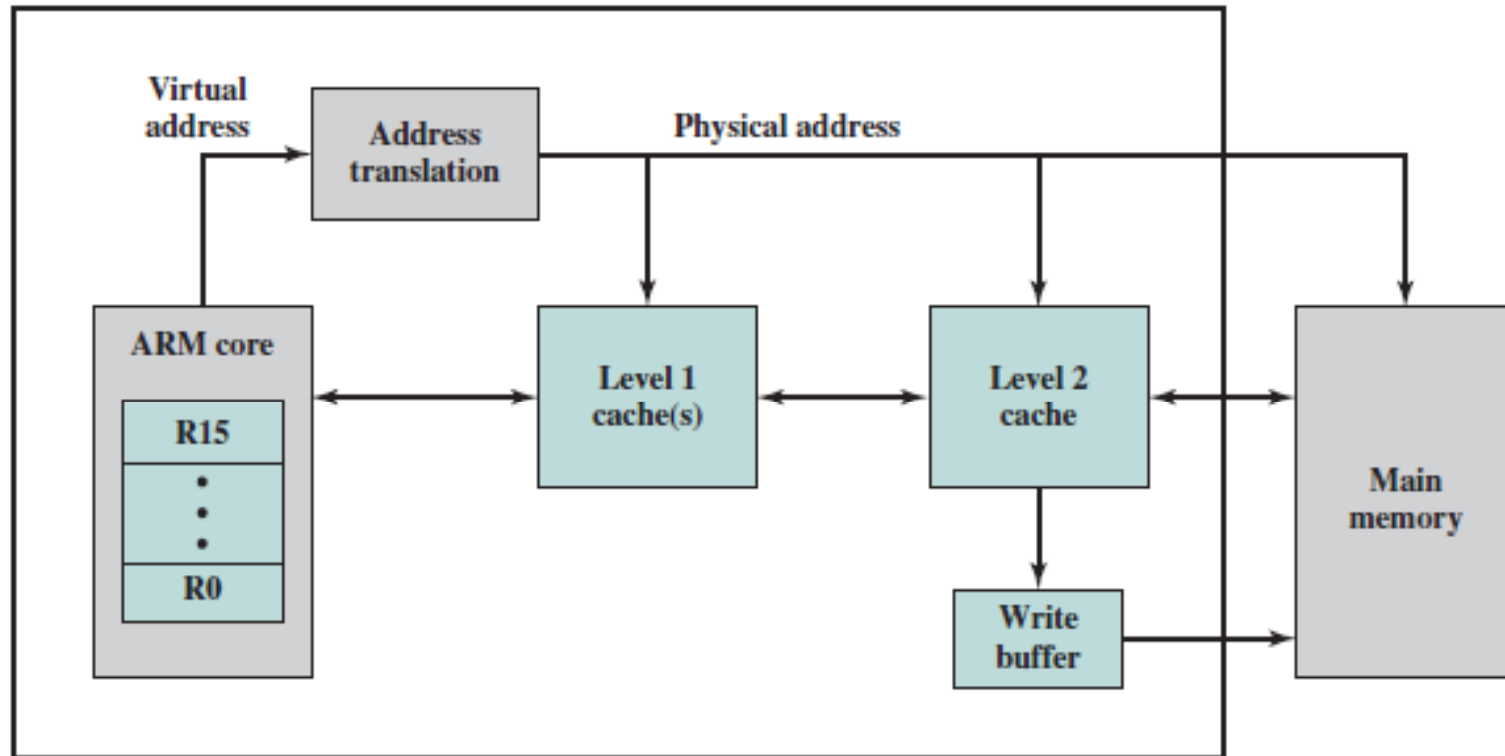 Virtual
address
Address
translation
Physical address
ARM core
R15
R0
Level 1
cache(s)
Level 2
cache
Main
memory
Write
buffer